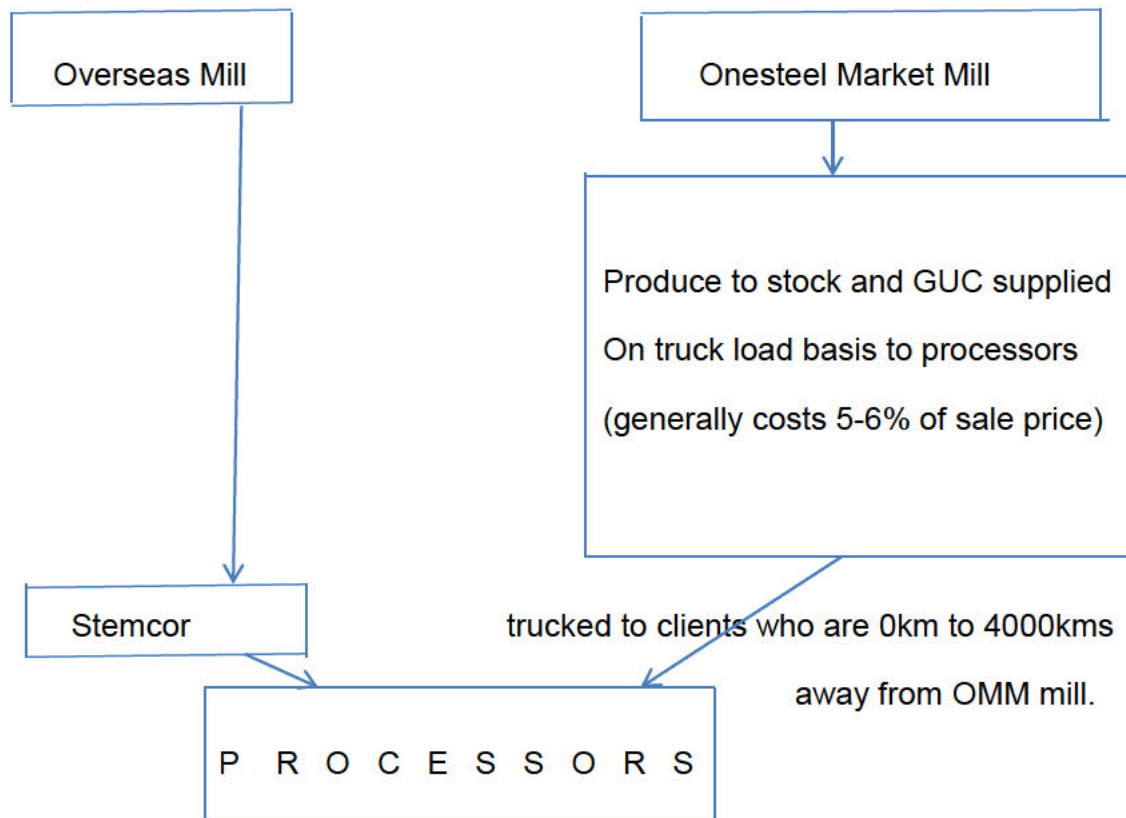 Overseas Mill
Onesteel Market Mill
Produce to stock and GUC supplied
On truck load basis to processors
(generally costs 5-6% of sale price)
Stemcor
trucked to clients who are 0km to 4000kms
away from OMM mill.
P R O C E S S O R S